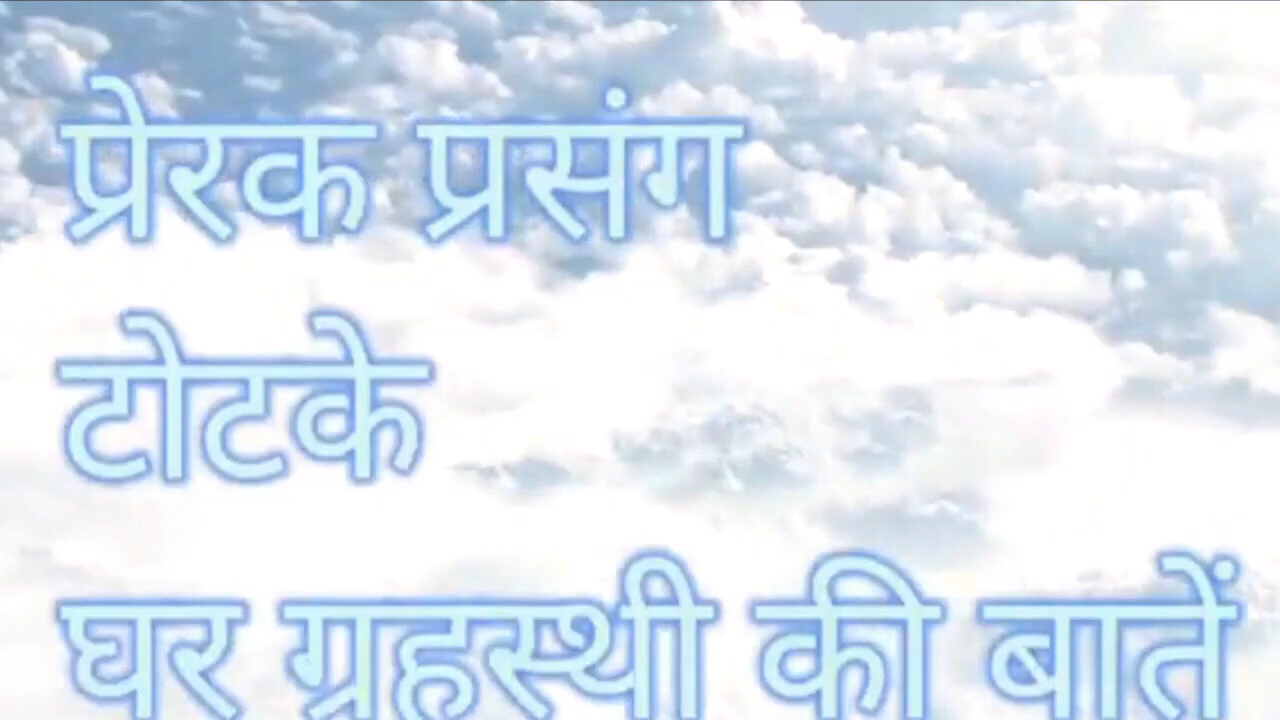 प्रेरक प्रसंग
टोटके
घर ग्रहस्थी की बातें